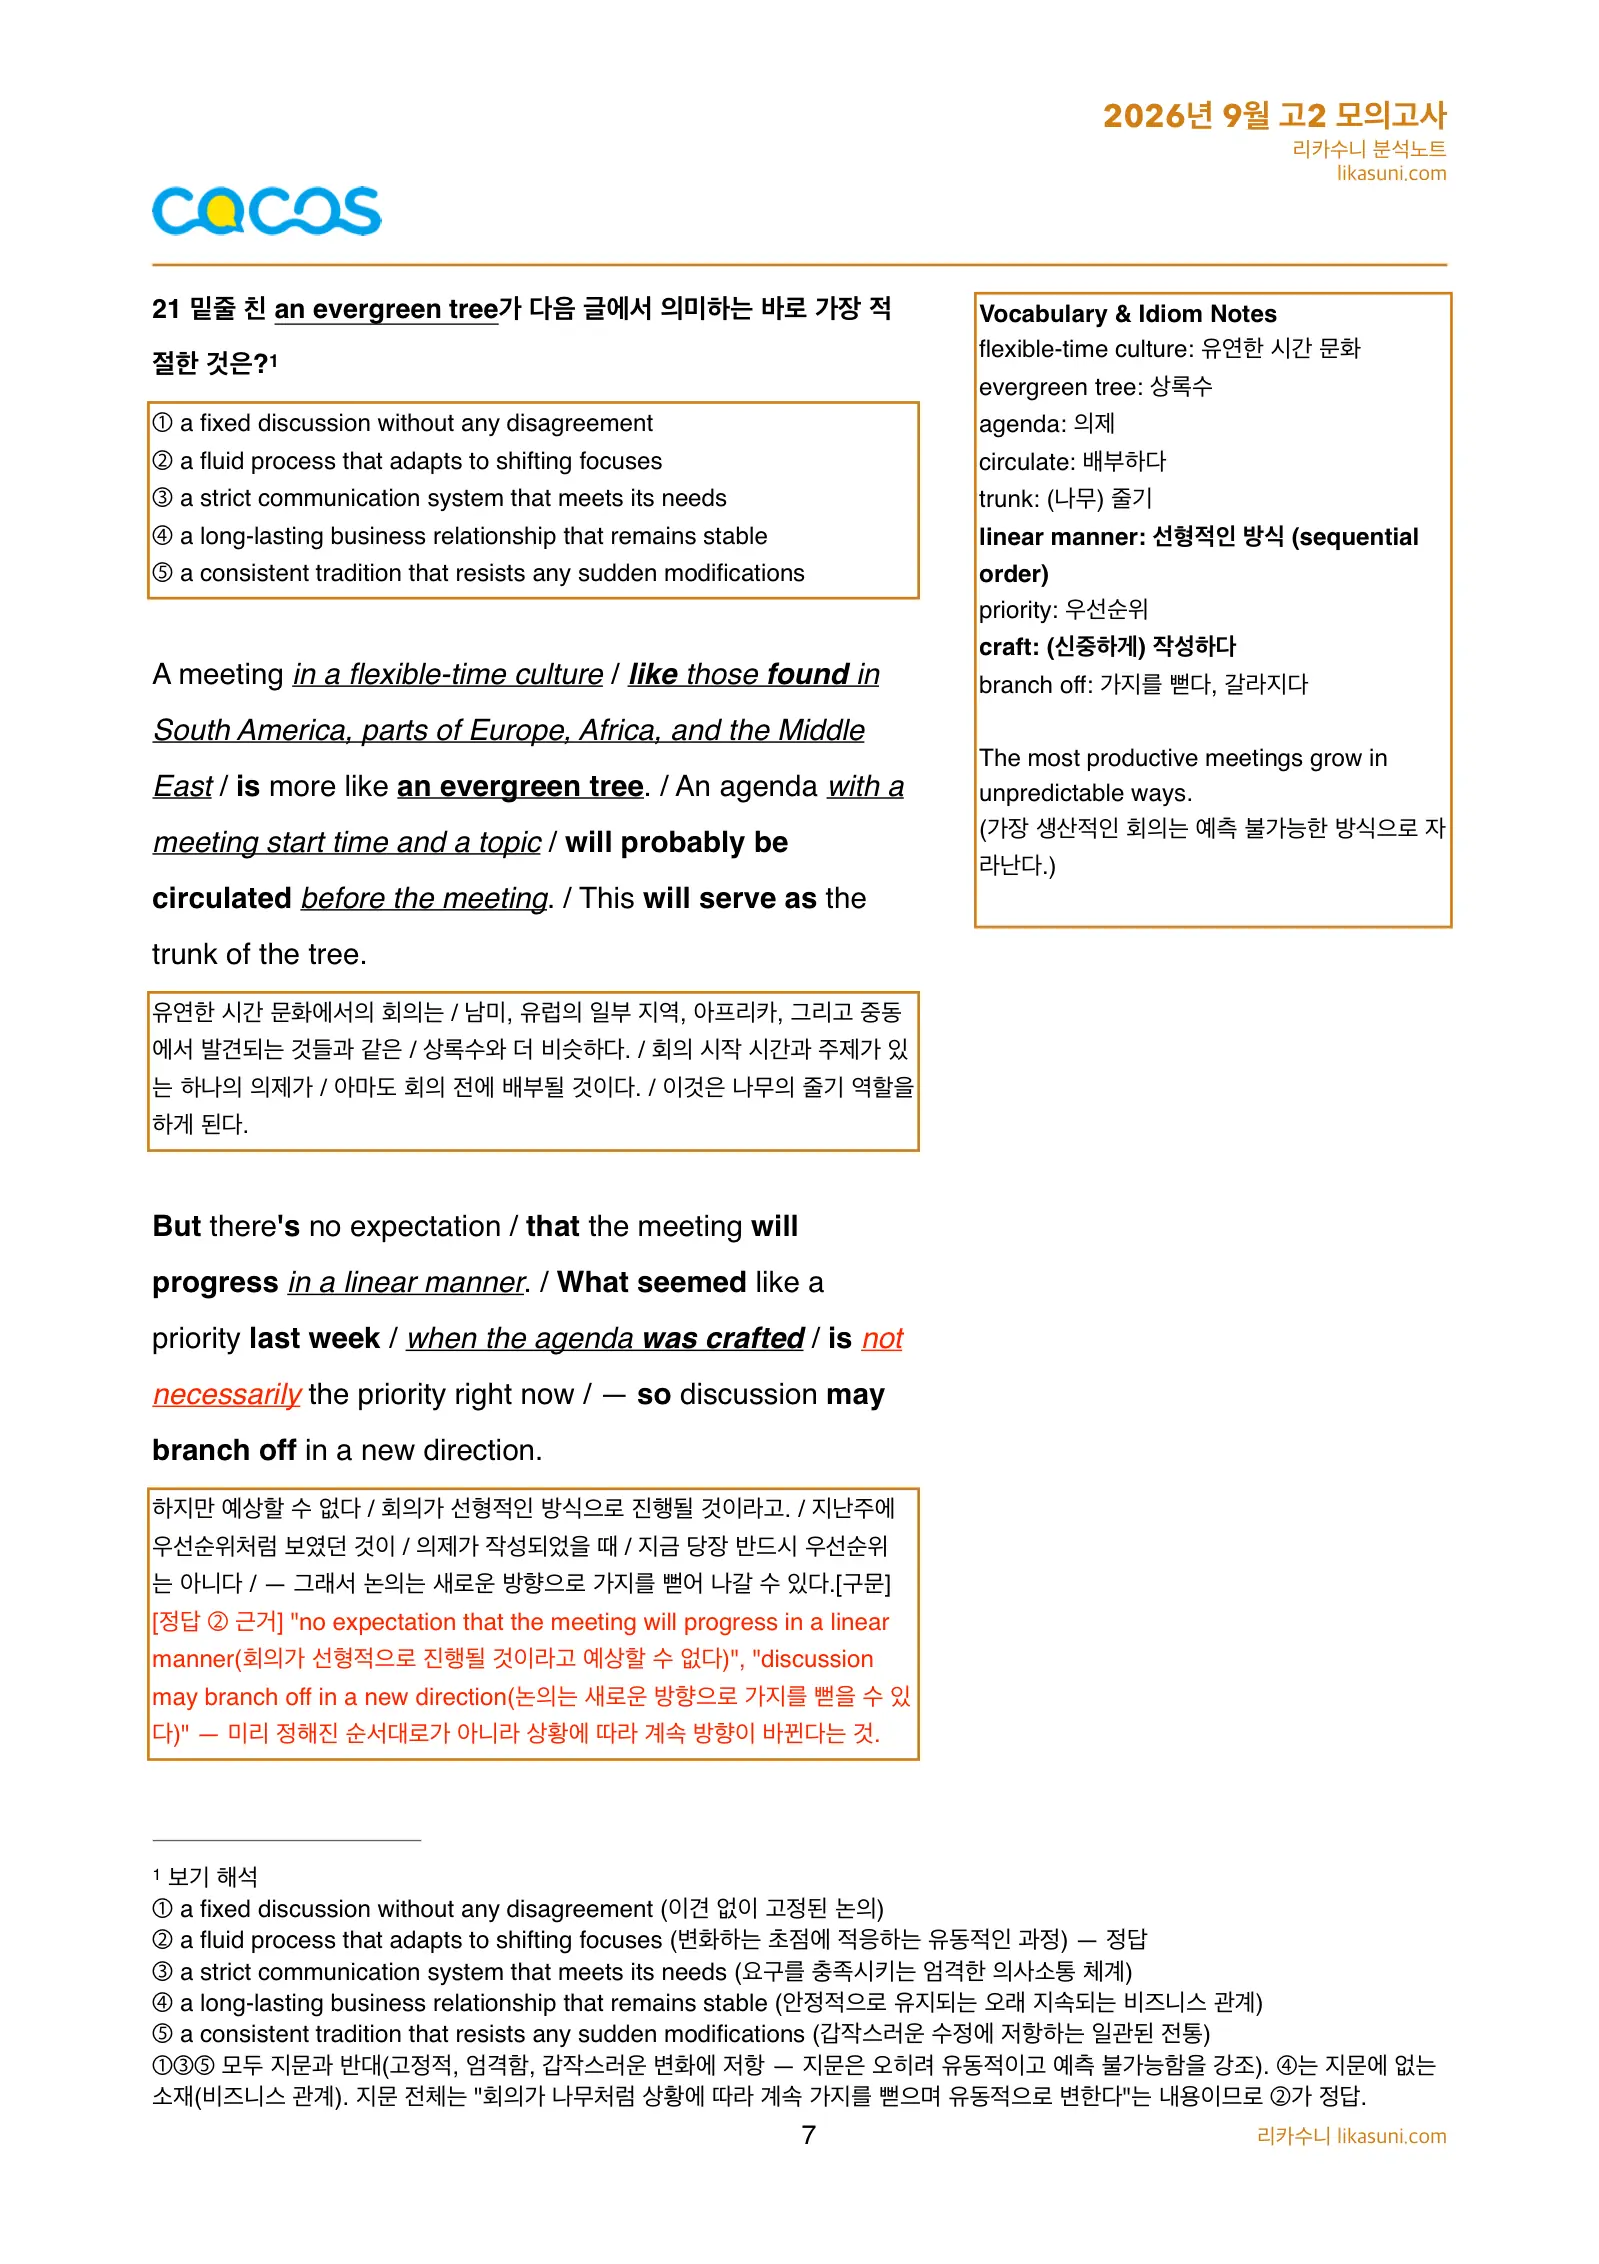 2026년 9월 고2 모의고사
리카수니 분석노트
likasuni.com
cacos
21 밑줄 친 an evergreen tree가 다음 글에서 의미하는 바로 가장 적
절한 것은?¹
① a fixed discussion without any disagreement
② a fluid process that adapts to shifting focuses
③ a strict communication system that meets its needs
④ a long-lasting business relationship that remains stable
⑤ a consistent tradition that resists any sudden modifications
A meeting in a flexible-time culture / like those found in
South America, parts of Europe, Africa, and the Middle
East / is more like an evergreen tree. / An agenda with a
meeting start time and a topic / will probably be
circulated before the meeting. / This will serve as the
trunk of the tree.
유연한 시간 문화에서의 회의는 / 남미, 유럽의 일부 지역, 아프리카, 그리고 중동
에서 발견되는 것들과 같은 / 상록수와 더 비슷하다. / 회의 시작 시간과 주제가 있
는 하나의 의제가 / 아마도 회의 전에 배부될 것이다. / 이것은 나무의 줄기 역할을
하게 된다.
But there's no expectation / that the meeting will
progress in a linear manner. / What seemed like a
priority last week / when the agenda was crafted / is not
necessarily the priority right now / — so discussion may
branch off in a new direction.
하지만 예상할 수 없다 / 회의가 선형적인 방식으로 진행될 것이라고. / 지난주에
우선순위처럼 보였던 것이 / 의제가 작성되었을 때 / 지금 당장 반드시 우선순위
는 아니다 / — 그래서 논의는 새로운 방향으로 가지를 뻗어 나갈 수 있다.[구문]
[정답 ② 근거] "no expectation that the meeting will progress in a linear
manner(회의가 선형적으로 진행될 것이라고 예상할 수 없다)", "discussion
may branch off in a new direction(논의는 새로운 방향으로 가지를 뻗을 수 있
다)" — 미리 정해진 순서대로가 아니라 상황에 따라 계속 방향이 바뀐다는 것.
Vocabulary & Idiom Notes
flexible-time culture: 유연한 시간 문화
evergreen tree: 상록수
agenda: 의제
circulate: 배부하다
trunk: (나무) 줄기
linear manner: 선형적인 방식 (sequential
order)
priority: 우선순위
craft: (신중하게) 작성하다
branch off: 가지를 뻗다, 갈라지다
The most productive meetings grow in
unpredictable ways.
(가장 생산적인 회의는 예측 불가능한 방식으로 자
라난다.)
¹ 보기 해석
① a fixed discussion without any disagreement (이견 없이 고정된 논의)
② a fluid process that adapts to shifting focuses (변화하는 초점에 적응하는 유동적인 과정) — 정답
③ a strict communication system that meets its needs (요구를 충족시키는 엄격한 의사소통 체계)
④ a long-lasting business relationship that remains stable (안정적으로 유지되는 오래 지속되는 비즈니스 관계)
⑤ a consistent tradition that resists any sudden modifications (갑작스러운 수정에 저항하는 일관된 전통)
①③⑤ 모두 지문과 반대(고정적, 엄격함, 갑작스러운 변화에 저항 — 지문은 오히려 유동적이고 예측 불가능함을 강조). ④는 지문에 없는
소재(비즈니스 관계). 지문 전체는 "회의가 나무처럼 상황에 따라 계속 가지를 뻗으며 유동적으로 변한다"는 내용이므로 ②가 정답.
7
리카수니 likasuni.com